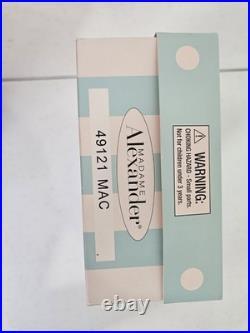 MADAME
Alexander®
49121 MAC
WARNING:
CHOKING HAZARD - Small parts.
Not for children under 3 years.